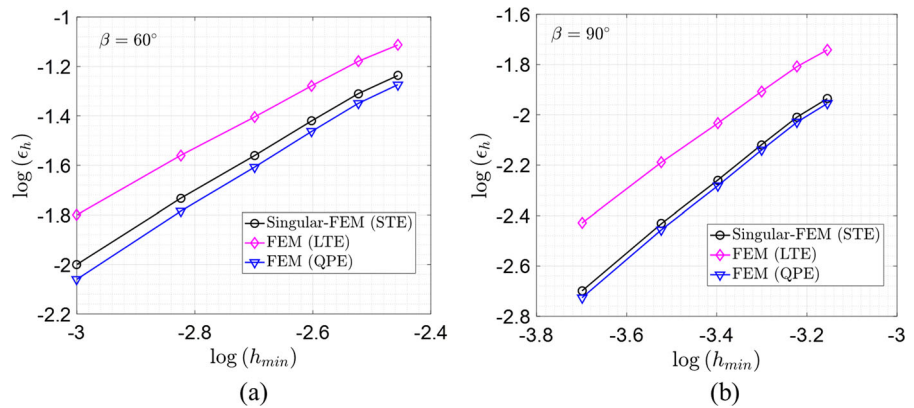 β = 60°
-1
-1.2
-1.4
-1.6
-1.8
-2
-2.2
log (ϵ_h)
Singular-FEM (STE)
FEM (LTE)
FEM (QPE)
-3 -2.8 -2.6 -2.4
log (h_min)
(a)
β = 90°
-1.6
-1.8
-2
-2.2
-2.4
-2.6
-2.8
log (ϵ_h)
Singular-FEM (STE)
FEM (LTE)
FEM (QPE)
-3.8 -3.6 -3.4 -3.2 -3
log (h_min)
(b)